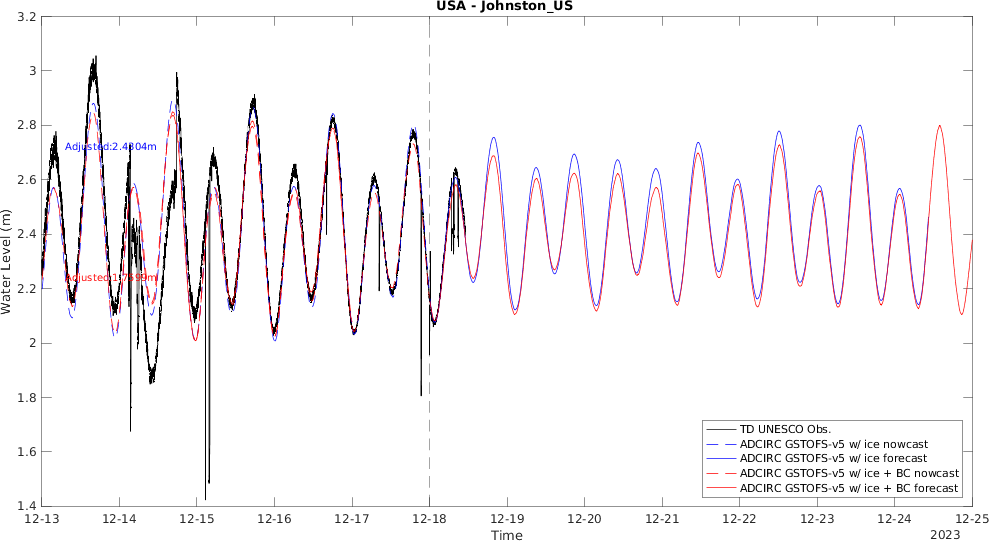 USA - Johnston_US
3.2
3
2.8
2.6
2.4
2.2
2
1.8
1.6
1.4
Water Level (m)
Adjusted:2.4304m
TD UNESCO Obs.
ADCIRC GSTOFS-v5 w/ ice nowcast
ADCIRC GSTOFS-v5 w/ ice forecast
ADCIRC GSTOFS-v5 w/ ice + BC nowcast
ADCIRC GSTOFS-v5 w/ ice + BC forecast
12-13 12-14 12-15 12-16 12-17 12-18 12-19 12-20 12-21 12-22 12-23 12-24 12-25
Time
2023